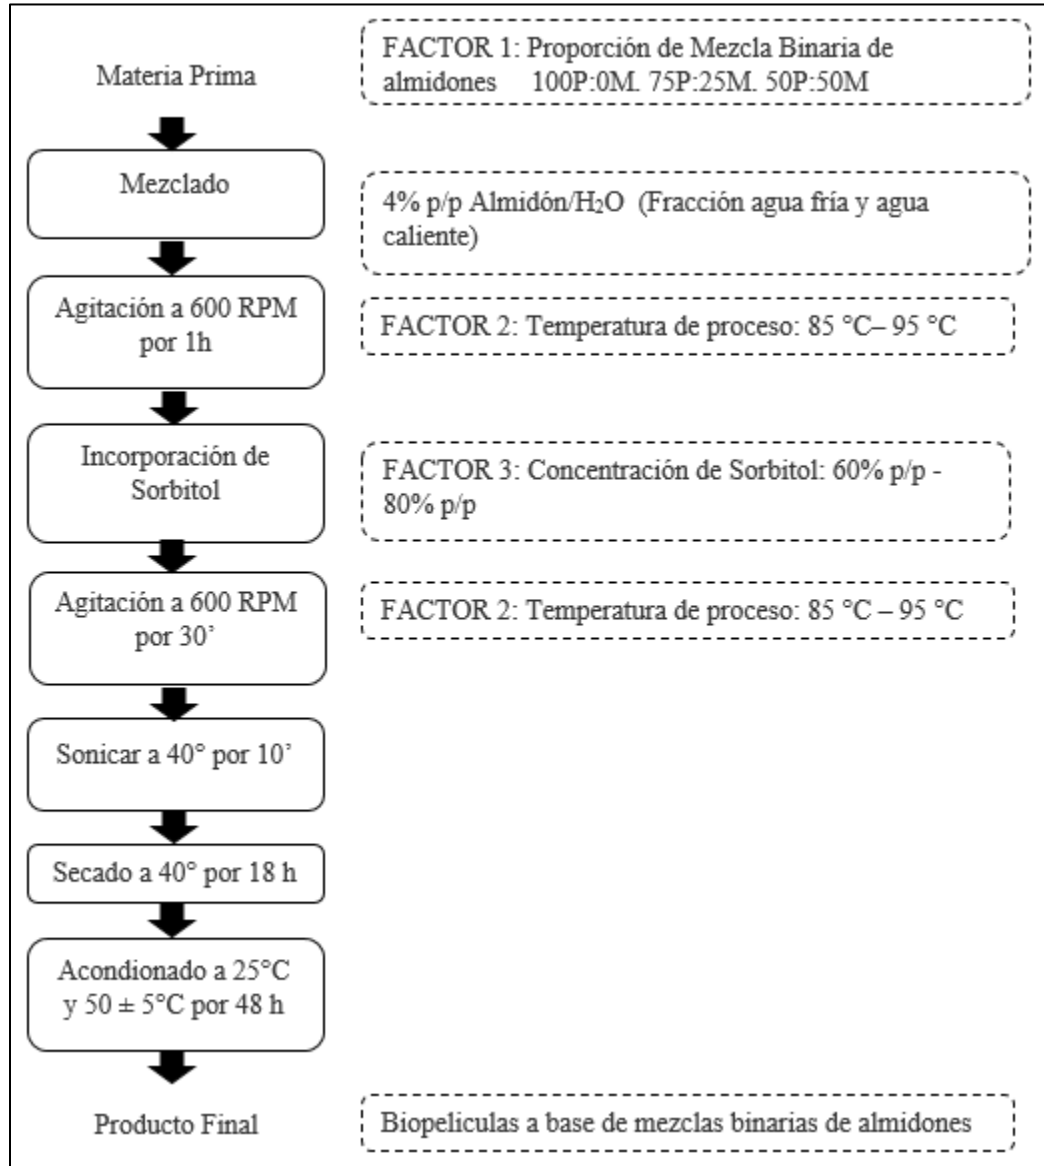 Materia Prima
FACTOR 1: Proporción de Mezcla Binaria de
almidones 100P:0M. 75P:25M. 50P:50M
Mezclado
4% p/p Almidón/H₂O (Fracción agua fría y agua
caliente)
Agitación a 600 RPM
por 1h
FACTOR 2: Temperatura de proceso: 85 °C– 95 °C
Incorporación de
Sorbitol
FACTOR 3: Concentración de Sorbitol: 60% p/p -
80% p/p
Agitación a 600 RPM
por 30’
FACTOR 2: Temperatura de proceso: 85 °C – 95 °C
Sonicar a 40° por 10’
Secado a 40° por 18 h
Acondionado a 25°C
y 50 ± 5°C por 48 h
Producto Final
Biopeliculas a base de mezclas binarias de almidones